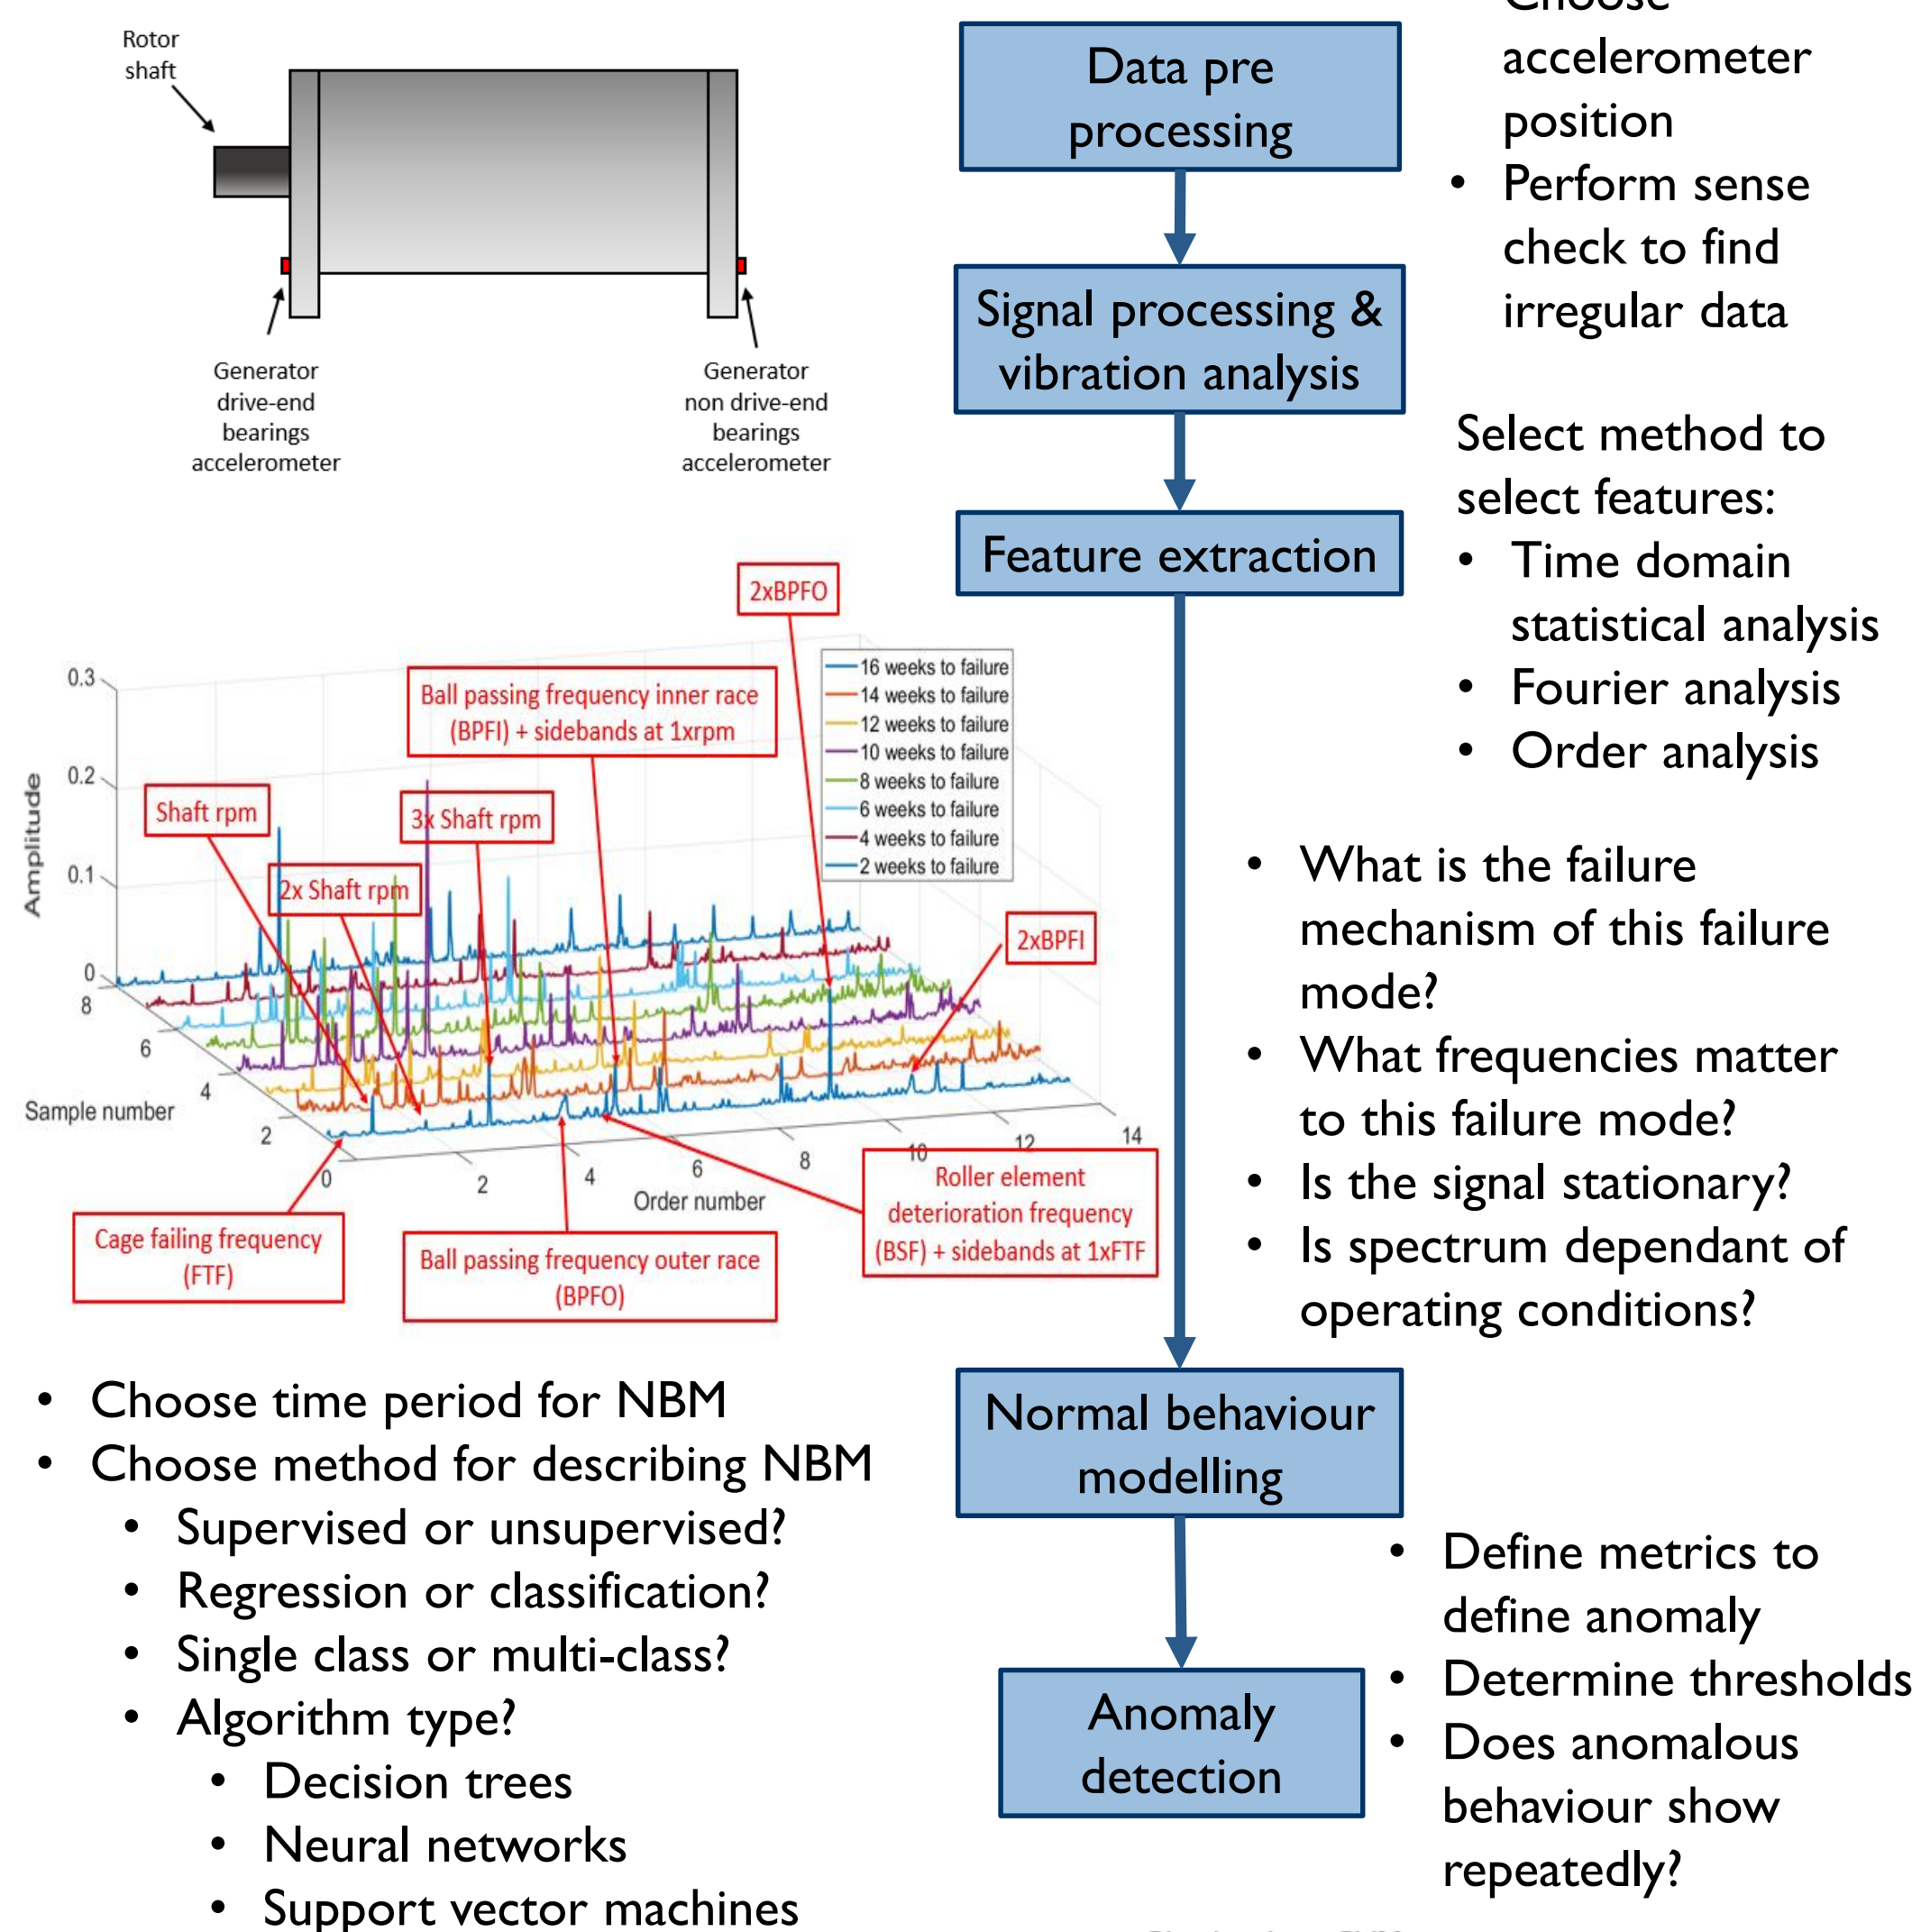 Rotor
shaft
Generator
drive-end
bearings
accelerometer
Generator
non drive-end
bearings
accelerometer
Data pre
processing
Signal processing &
vibration analysis
Feature extraction
Normal behaviour
modelling
Anomaly
detection
Choose
accelerometer
position
• Perform sense
check to find
irregular data
Select method to
select features:
• Time domain
statistical analysis
• Fourier analysis
• Order analysis
2xBPFO
Ball passing frequency inner race
(BPFI) + sidebands at 1xrpm
Shaft rpm
3x Shaft rpm
2x Shaft rpm
2xBPFI
16 weeks to failure
14 weeks to failure
12 weeks to failure
10 weeks to failure
8 weeks to failure
6 weeks to failure
4 weeks to failure
2 weeks to failure
Amplitude
0.3
0.2
0.1
0
8
6
4
2
Sample number
0
2
4
6
8
10
12
14
Order number
Cage failing frequency
(FTF)
Ball passing frequency outer race
(BPFO)
Roller element
deterioration frequency
(BSF) + sidebands at 1xFTF
• What is the failure
mechanism of this failure
mode?
• What frequencies matter
to this failure mode?
• Is the signal stationary?
• Is spectrum dependant of
operating conditions?
• Choose time period for NBM
• Choose method for describing NBM
• Supervised or unsupervised?
• Regression or classification?
• Single class or multi-class?
• Algorithm type?
• Decision trees
• Neural networks
• Support vector machines
• Define metrics to
define anomaly
• Determine thresholds
• Does anomalous
behaviour show
repeatedly?